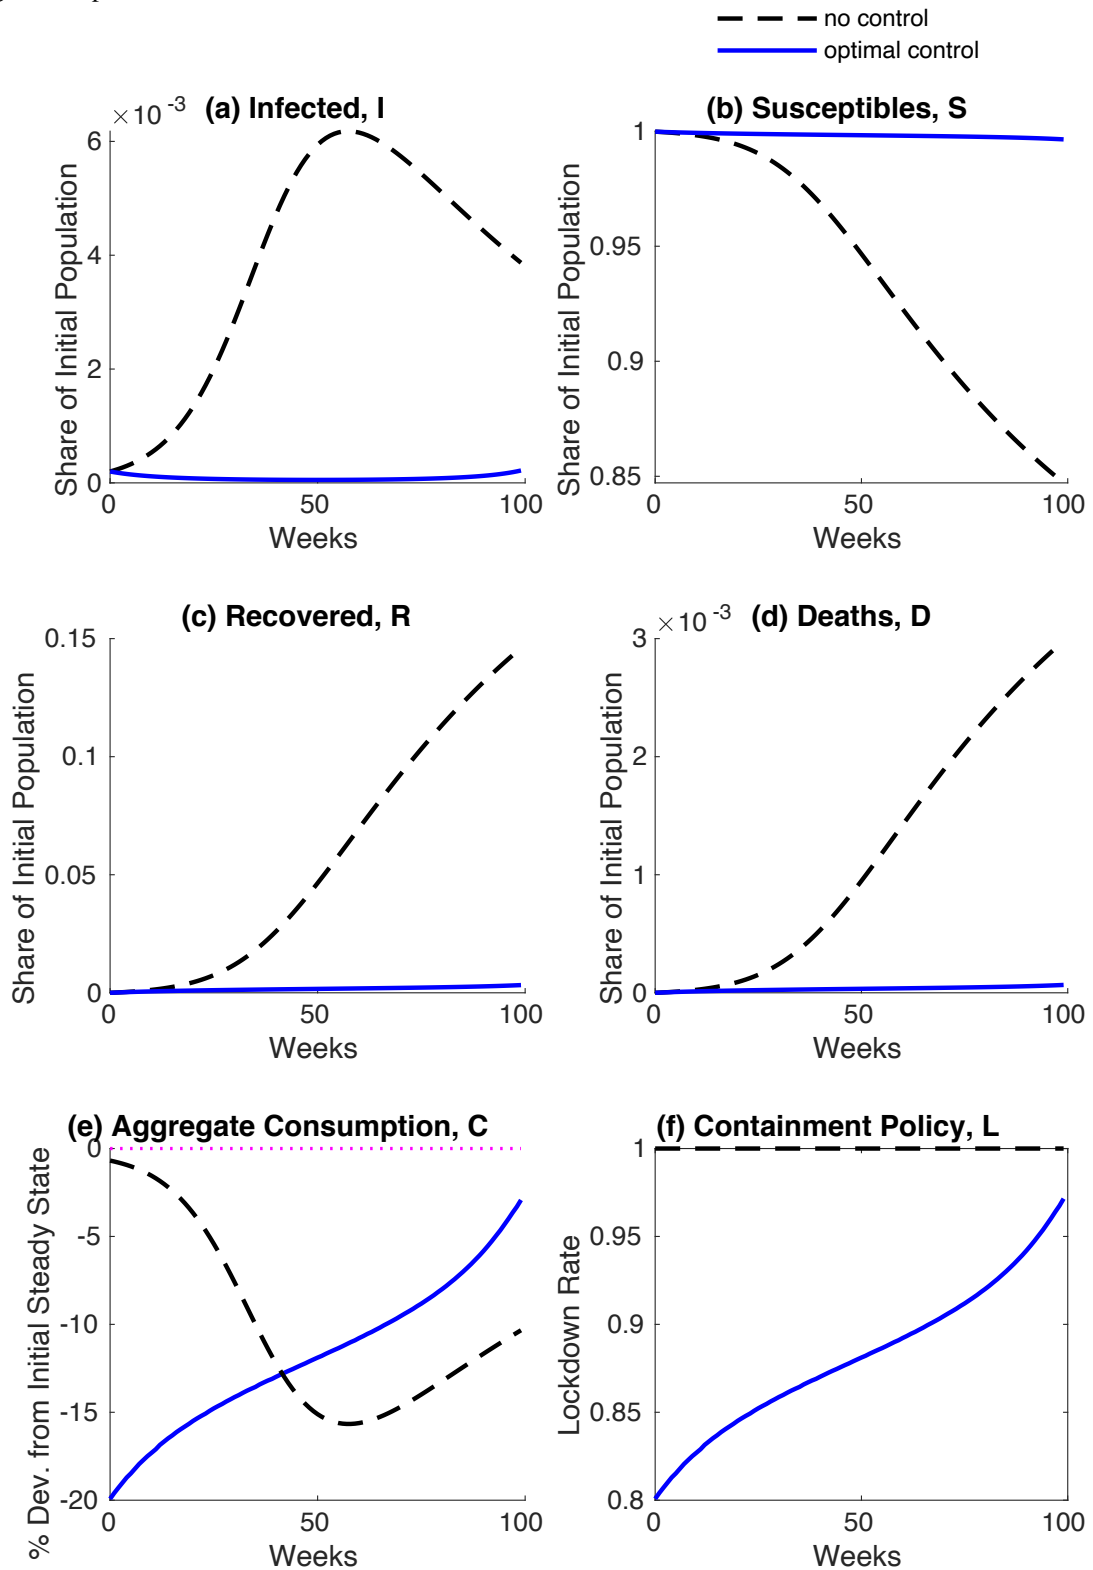 no control
optimal control
×10 -3 (a) Infected, I
6
4
2
0
0 50 100
Share of Initial Population
Weeks
(b) Susceptibles, S
1
0.95
0.9
0.85
0 50 100
Share of Initial Population
Weeks
(c) Recovered, R
0.15
0.1
0.05
0
0 50 100
Share of Initial Population
Weeks
3 ×10 -3 (d) Deaths, D
2
1
0
0 50 100
Share of Initial Population
Weeks
(e) Aggregate Consumption, C
0
-5
-10
-15
-20
0 50 100
% Dev. from Initial Steady State
Weeks
(f) Containment Policy, L
1
0.95
0.9
0.85
0.8
0 50 100
Lockdown Rate
Weeks